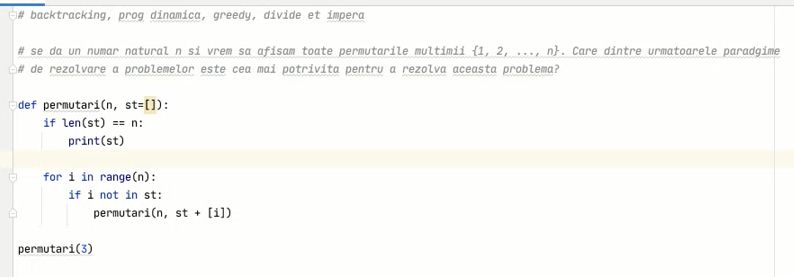 # backtracking, prog dinamica, greedy, divide et impera
# se da un numar natural n si vrem sa afisam toate permutarile multimii {1, 2, ..., n}. Care dintre urmatoarele paradgime
# de rezolvare a problemelor este cea mai potrivita pentru a rezolva aceasta problema?
def permutari(n, st=[]):
    if len(st) == n:
        print(st)
    for i in range(n):
        if i not in st:
            permutari(n, st + [i])
permutari(3)